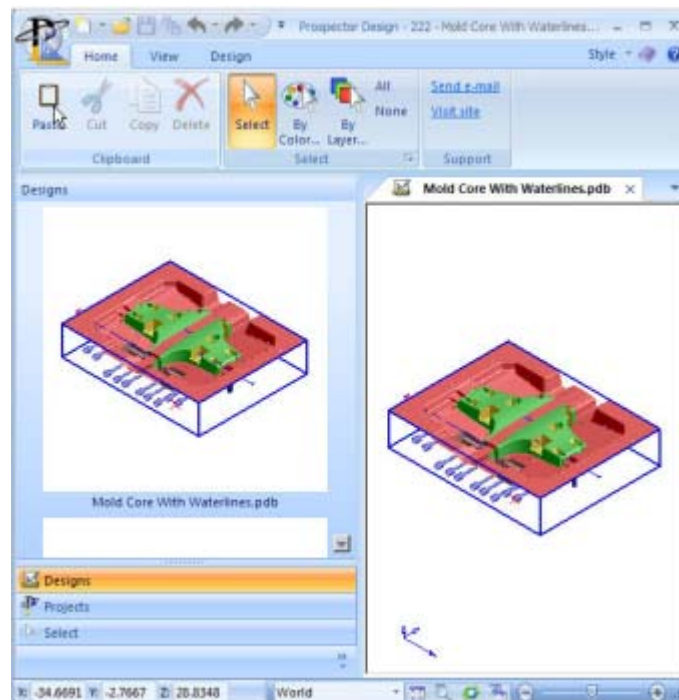 Prospector Design - 222 - Mold Core With Waterlines...
Home View Design Style
Paste Cut Copy Delete Select By Color... By Layer... All None Send e-mail Visit site
Clipboard Select Support
Designs
Mold Core With Waterlines.pdb
Mold Core With Waterlines.pdb
Designs
Projects
Select
X: -34.6691 Y: -2.7667 Z: 28.8348 World